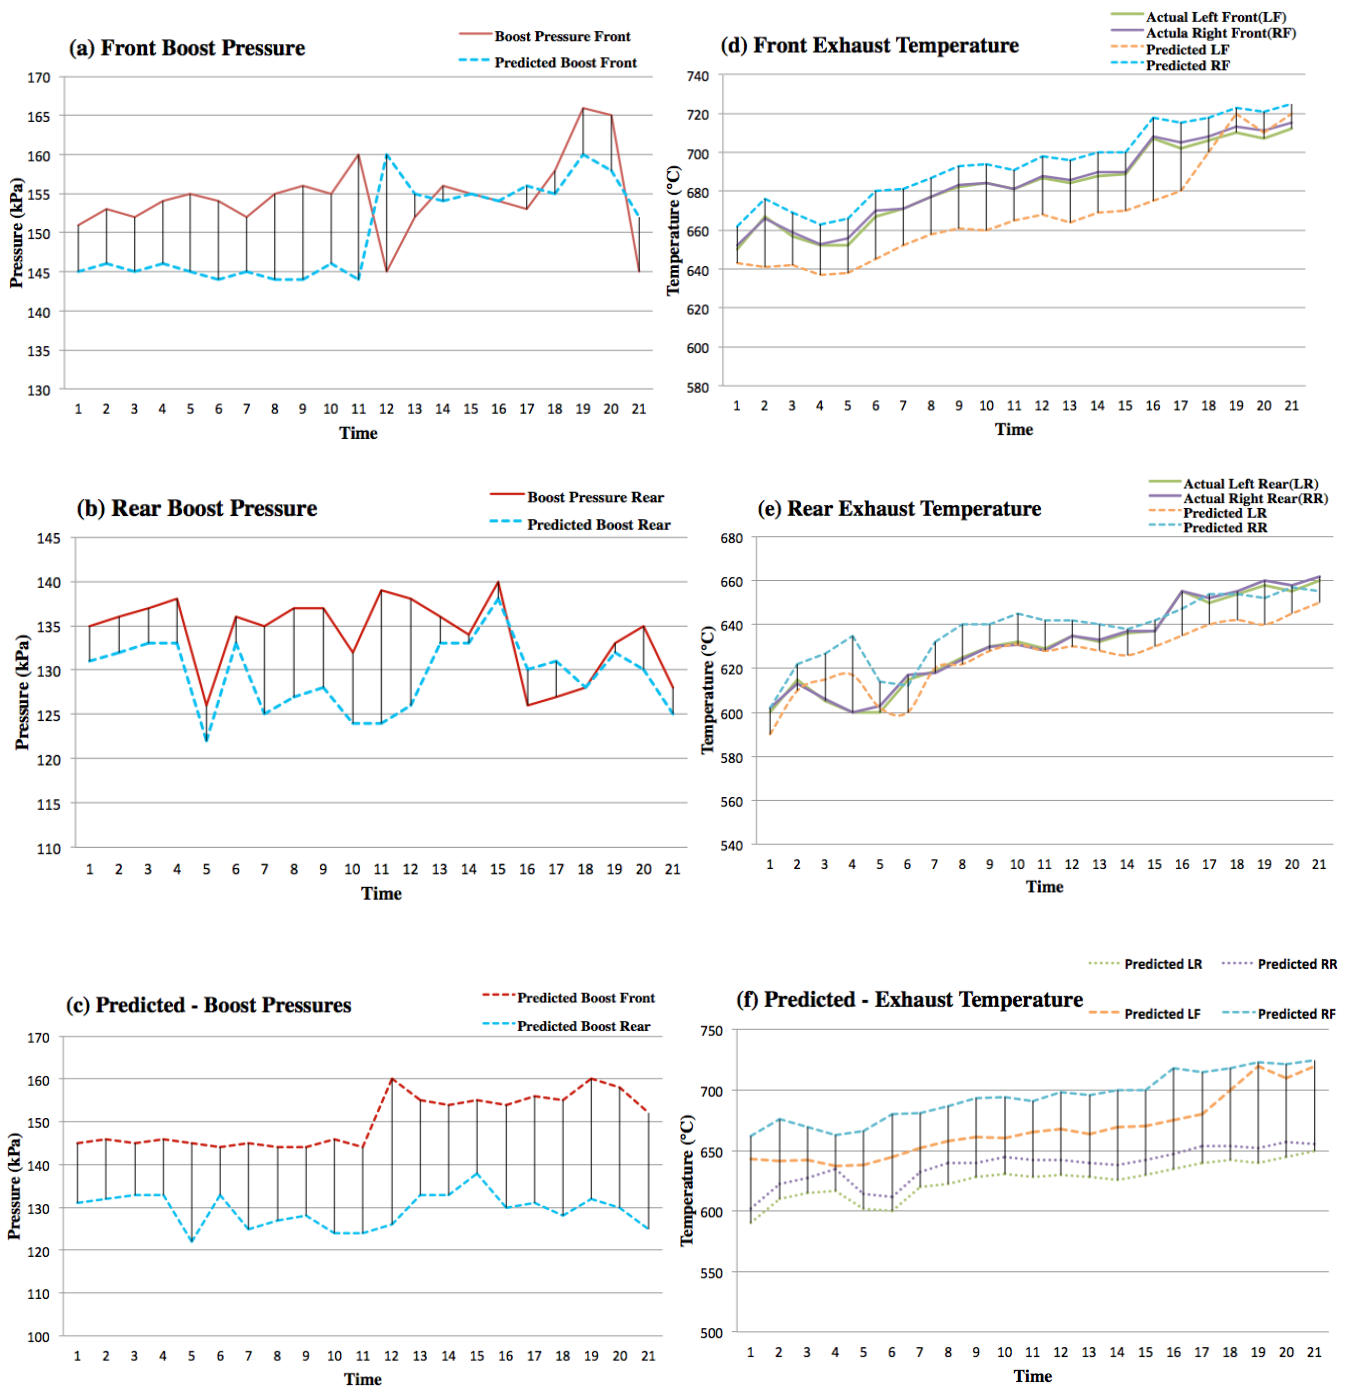 (a) Front Boost Pressure
Boost Pressure Front
Predicted Boost Front
170
165
160
155
150
145
140
135
130
Pressure (kPa)
1 2 3 4 5 6 7 8 9 10 11 12 13 14 15 16 17 18 19 20 21
Time
(d) Front Exhaust Temperature
Actual Left Front(LF)
Actula Right Front(RF)
Predicted LF
Predicted RF
740
720
700
680
660
640
620
600
580
Temperature (°C)
1 2 3 4 5 6 7 8 9 10 11 12 13 14 15 16 17 18 19 20 21
Time
(b) Rear Boost Pressure
Boost Pressure Rear
Predicted Boost Rear
145
140
135
130
125
120
115
110
Pressure (kPa)
1 2 3 4 5 6 7 8 9 10 11 12 13 14 15 16 17 18 19 20 21
Time
(e) Rear Exhaust Temperature
Actual Left Rear(LR)
Actual Right Rear(RR)
Predicted LR
Predicted RR
680
660
640
620
600
580
560
540
Temperature (°C)
1 2 3 4 5 6 7 8 9 10 11 12 13 14 15 16 17 18 19 20 21
Time
(c) Predicted - Boost Pressures
Predicted Boost Front
Predicted Boost Rear
170
160
150
140
130
120
110
100
Pressure (kPa)
1 2 3 4 5 6 7 8 9 10 11 12 13 14 15 16 17 18 19 20 21
Time
Predicted LR Predicted RR
(f) Predicted - Exhaust Temperature
Predicted LF Predicted RF
750
700
650
600
550
500
Temperature (°C)
1 2 3 4 5 6 7 8 9 10 11 12 13 14 15 16 17 18 19 20 21
Time